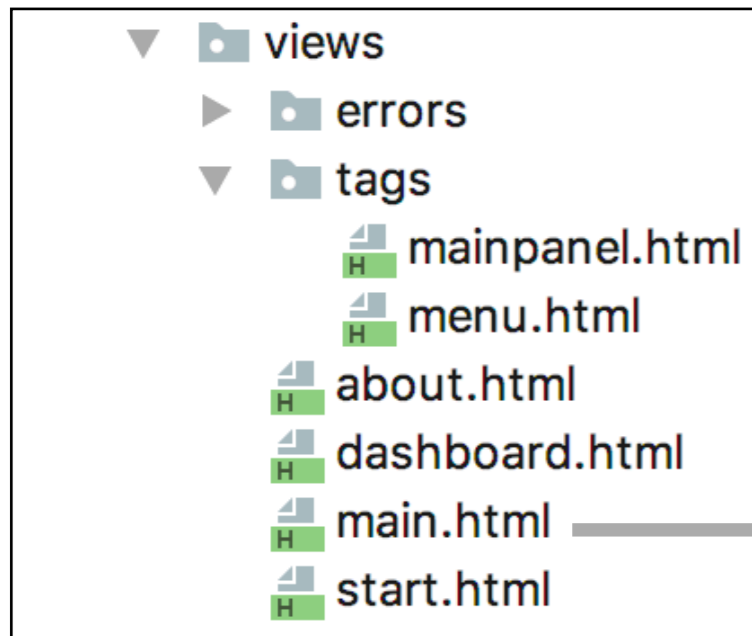 views
errors
tags
H mainpanel.html
H menu.html
H about.html
H dashboard.html
H main.html
H start.html